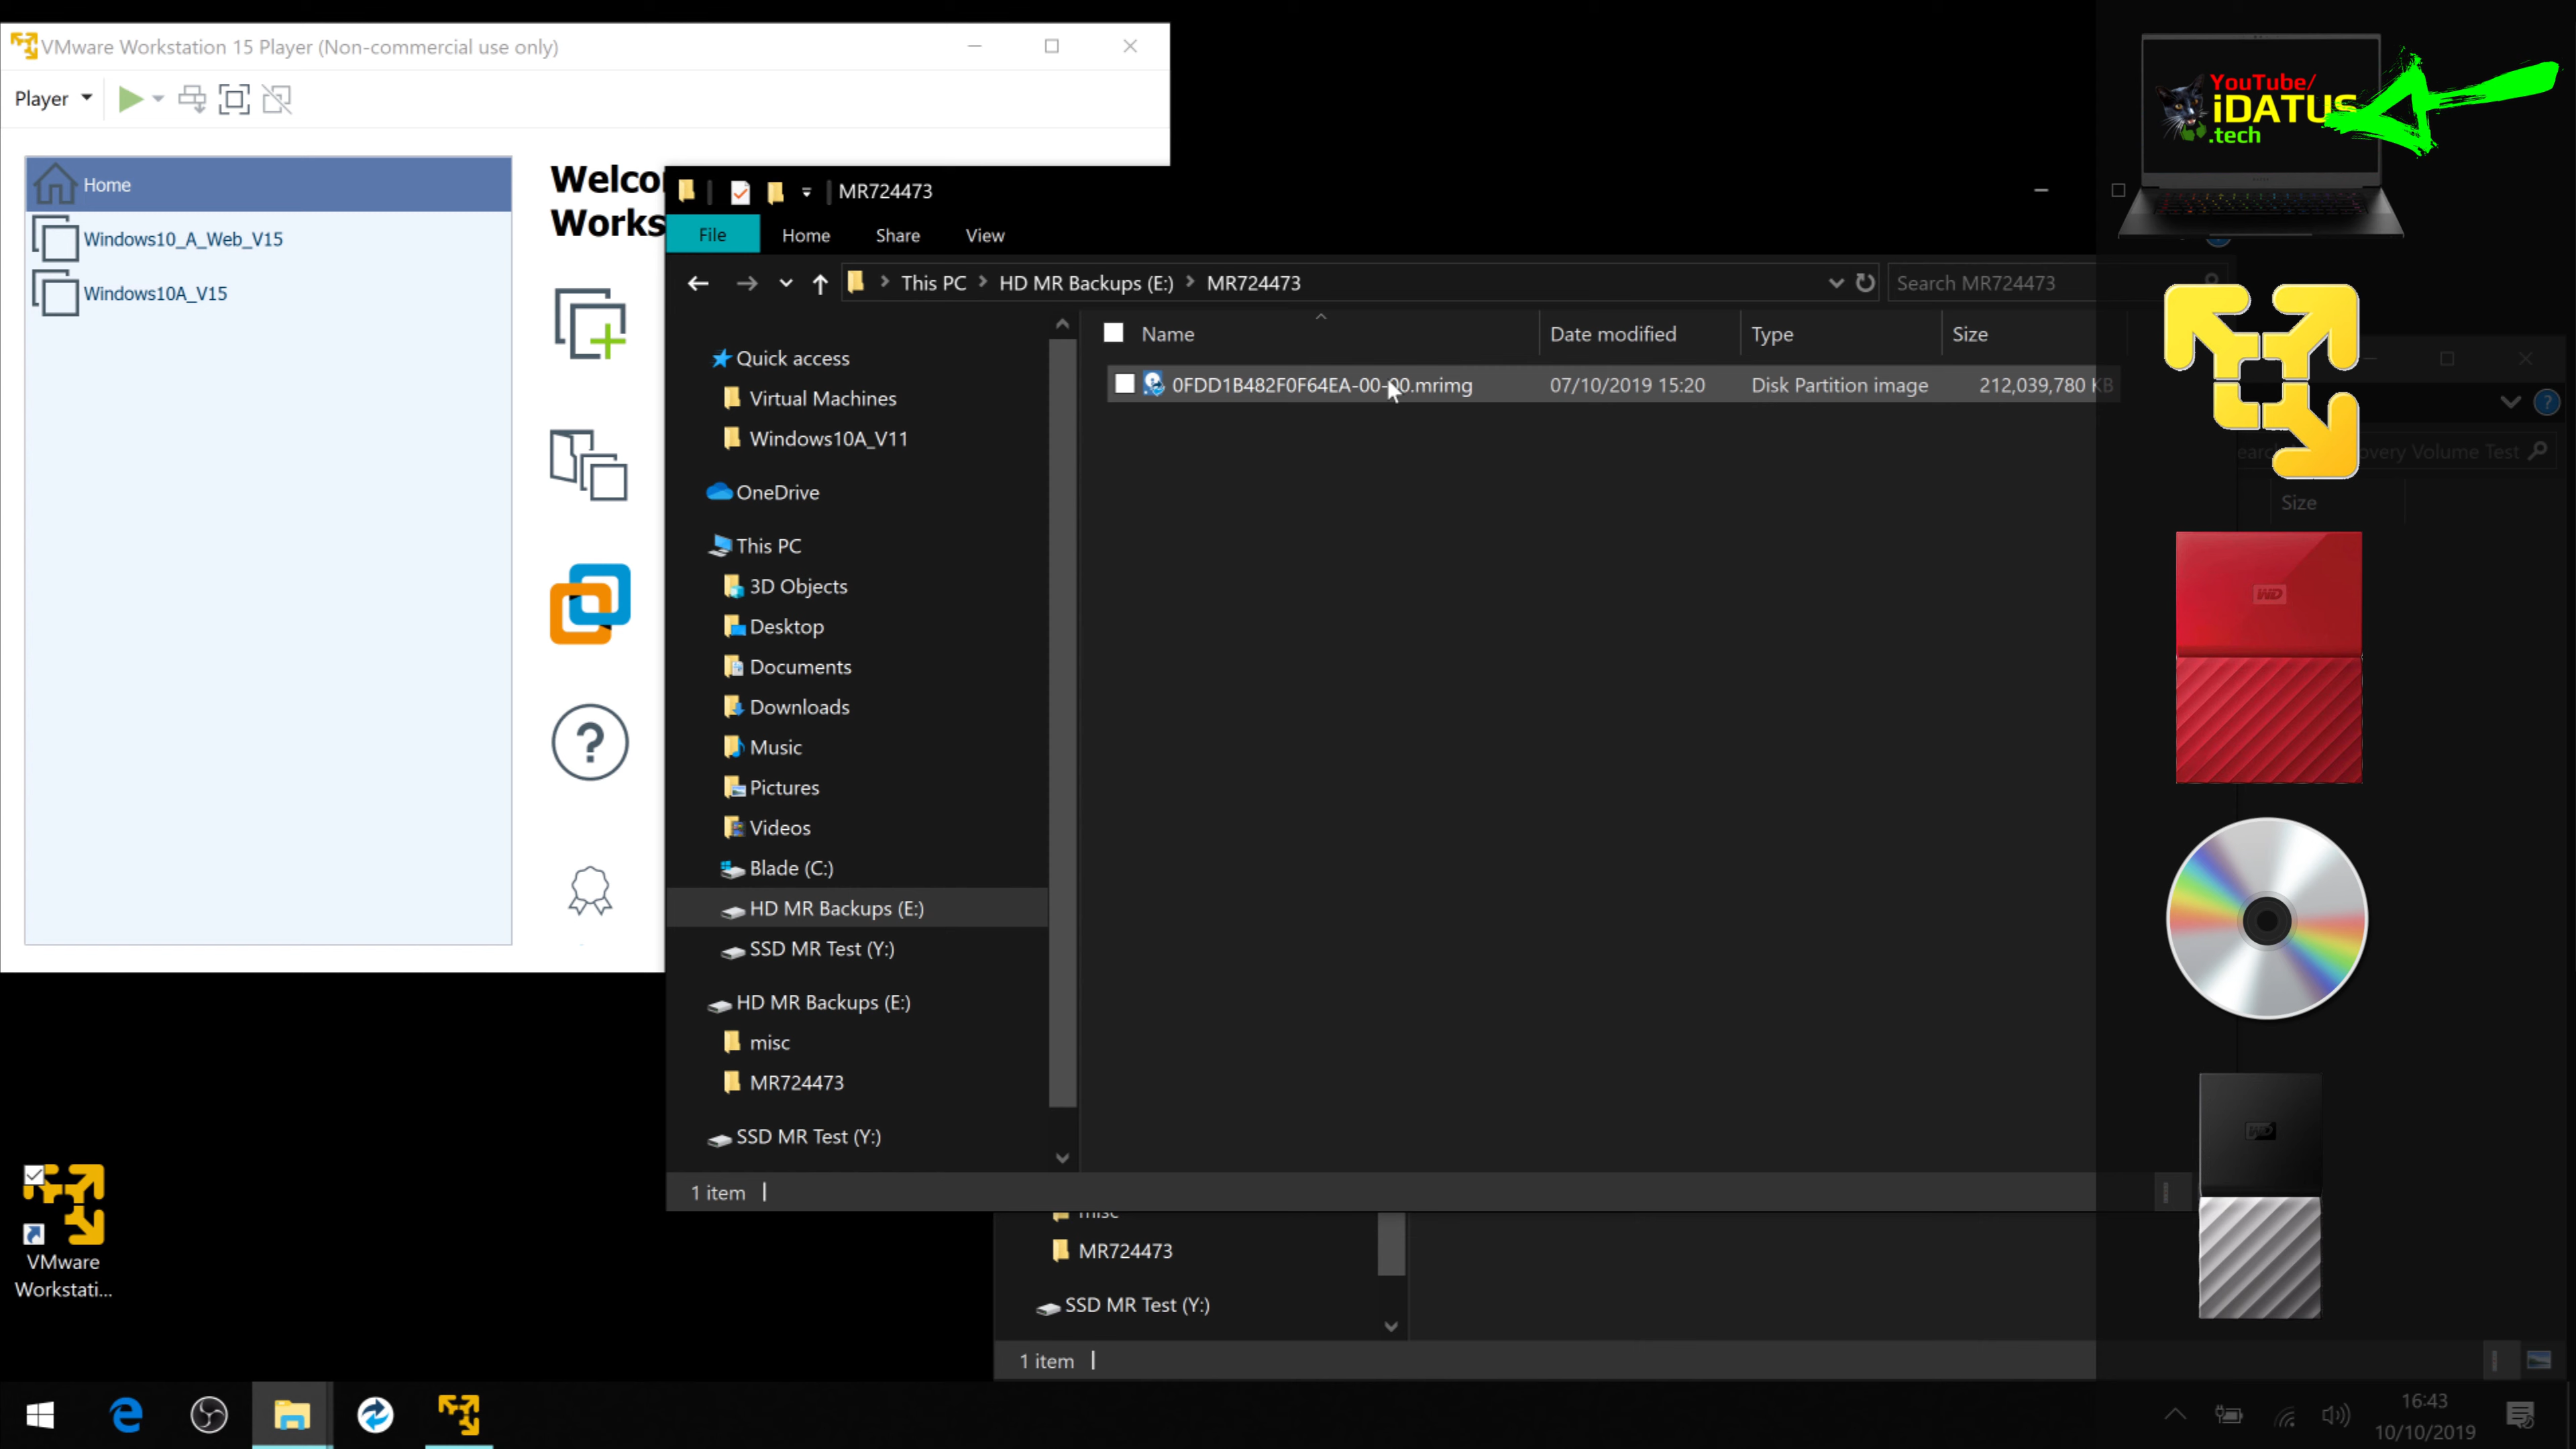 VMware Workstation 15 Player (Non-commercial use only)
Player
Home
Windows10_A_Web_V15
Windows10A_V15
Welco
Works
MR724473
File Home Share View
This PC HD MR Backups (E:) MR724473
Search MR724473
Name Date modified Type Size
0FDD1B482F0F64EA-00-00.mrimg 07/10/2019 15:20 Disk Partition image 212,039,780 KB
Quick access
Virtual Machines
Windows10A_V11
OneDrive
This PC
3D Objects
Desktop
Documents
Downloads
Music
Pictures
Videos
Blade (C:)
HD MR Backups (E:)
SSD MR Test (Y:)
HD MR Backups (E:)
misc
MR724473
SSD MR Test (Y:)
1 item
misc
MR724473
SSD MR Test (Y:)
1 item
VMware
Workstati...
YouTube/
iDATUS
.tech
Volume Test
Size
WD
WD
16:43
10/10/2019